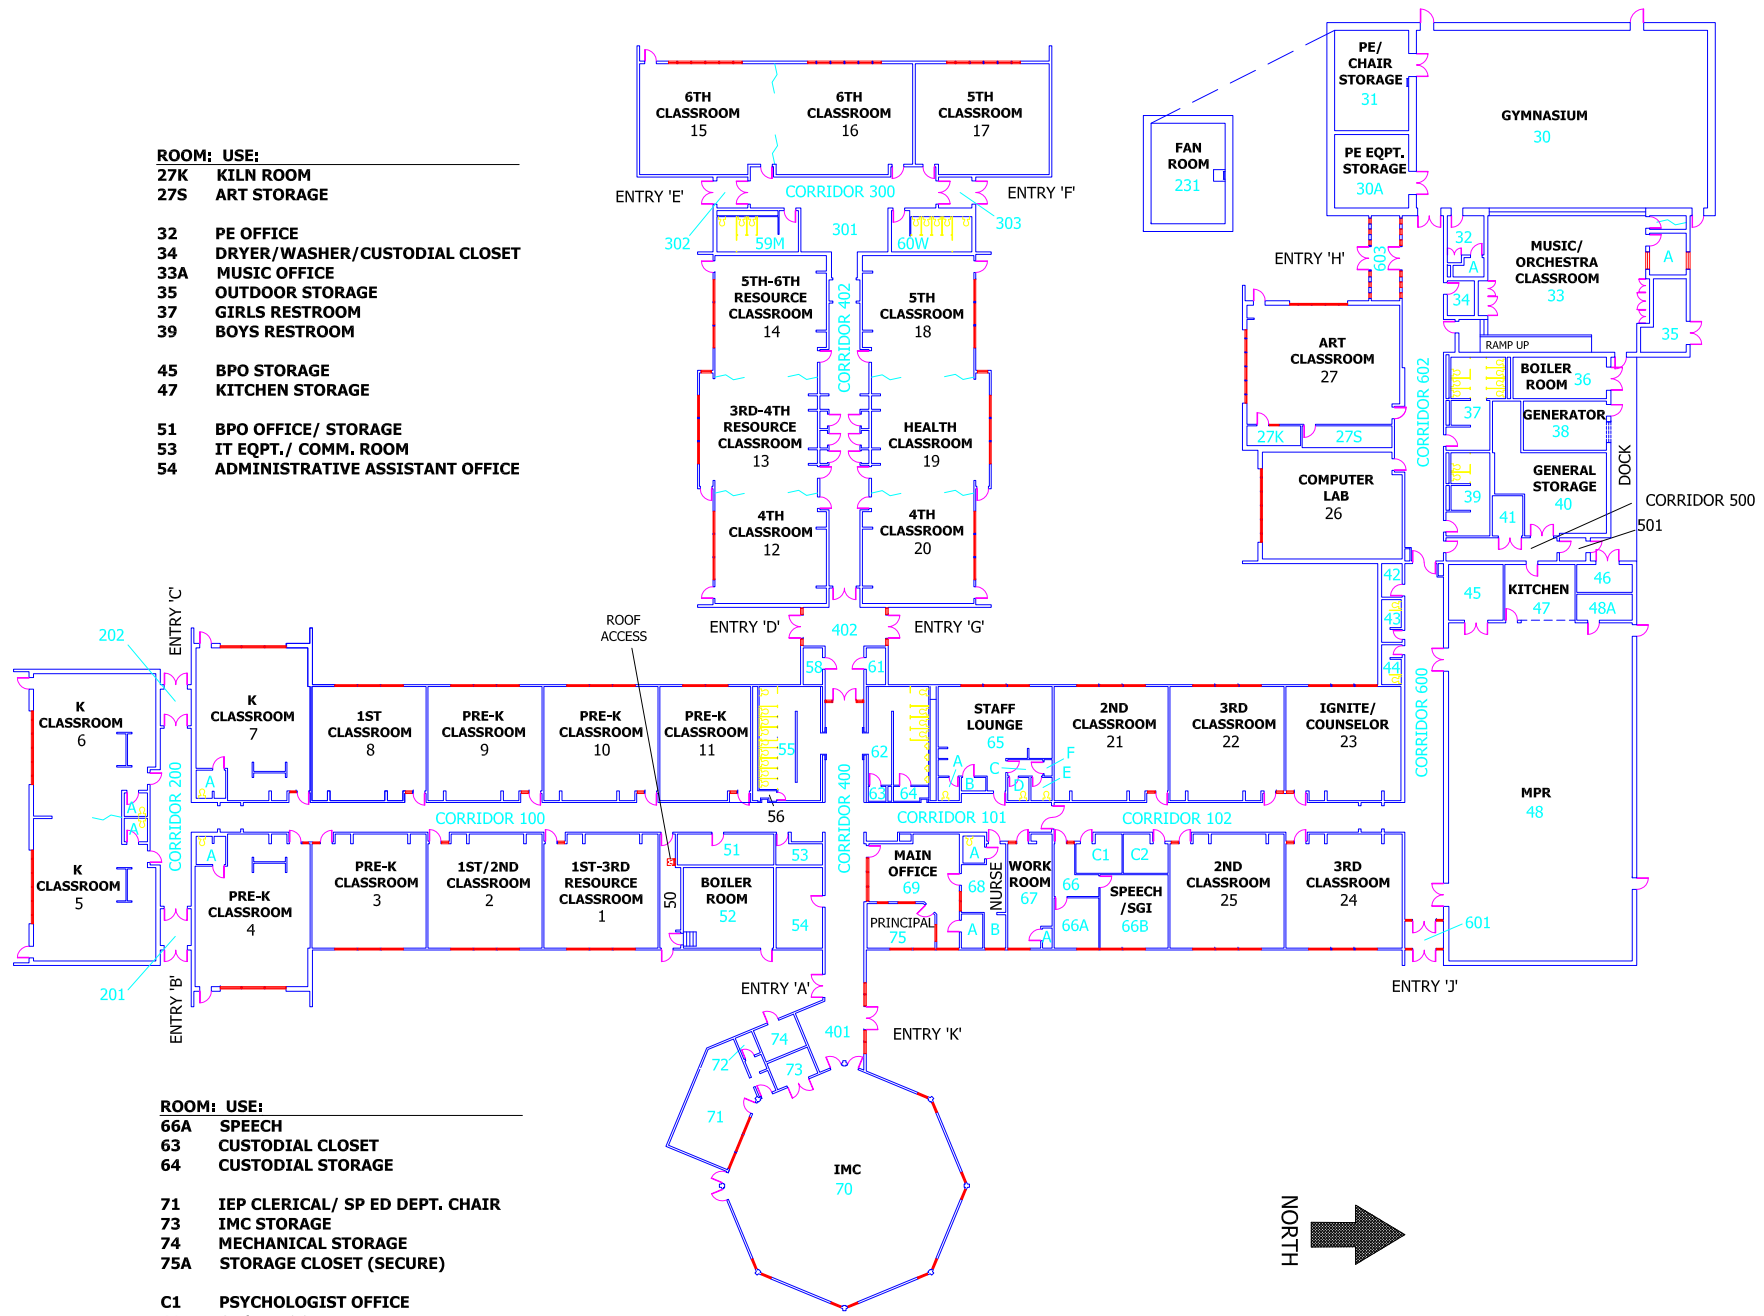 ROOM: USE:
27K KILN ROOM
27S ART STORAGE
32 PE OFFICE
34 DRYER/WASHER/CUSTODIAL CLOSET
33A MUSIC OFFICE
35 OUTDOOR STORAGE
37 GIRLS RESTROOM
39 BOYS RESTROOM
45 BPO STORAGE
47 KITCHEN STORAGE
51 BPO OFFICE/ STORAGE
53 IT EQPT./ COMM. ROOM
54 ADMINISTRATIVE ASSISTANT OFFICE
6TH
CLASSROOM
15
6TH
CLASSROOM
16
5TH
CLASSROOM
17
ENTRY 'E'
CORRIDOR 300
ENTRY 'F'
302
59M
301
60W
303
5TH-6TH
RESOURCE
CLASSROOM
14
CORRIDOR 402
5TH
CLASSROOM
18
3RD-4TH
RESOURCE
CLASSROOM
13
HEALTH
CLASSROOM
19
4TH
CLASSROOM
12
4TH
CLASSROOM
20
ENTRY 'D'
402
ENTRY 'G'
58
61
FAN
ROOM
231
PE/
CHAIR
STORAGE
31
GYMNASIUM
30
PE EQPT.
STORAGE
30A
ENTRY 'H'
603
32
A
34
MUSIC/
ORCHESTRA
CLASSROOM
33
A
35
RAMP UP
ART
CLASSROOM
27
27K
27S
CORRIDOR 602
BOILER
ROOM
36
37
GENERATOR
38
GENERAL
STORAGE
40
39
41
DOCK
CORRIDOR 500
501
COMPUTER
LAB
26
42
43
44
45
KITCHEN
47
46
48A
CORRIDOR 600
MPR
48
ROOF
ACCESS
202
ENTRY 'C'
K
CLASSROOM
6
K
CLASSROOM
7
A
1ST
CLASSROOM
8
PRE-K
CLASSROOM
9
PRE-K
CLASSROOM
10
PRE-K
CLASSROOM
11
55
56
62
63
64
STAFF
LOUNGE
65
A
B
C
D
E
F
2ND
CLASSROOM
21
3RD
CLASSROOM
22
IGNITE/
COUNSELOR
23
A
A
CORRIDOR 200
CORRIDOR 100
CORRIDOR 400
CORRIDOR 101
CORRIDOR 102
K
CLASSROOM
5
A
PRE-K
CLASSROOM
4
PRE-K
CLASSROOM
3
1ST/2ND
CLASSROOM
2
1ST-3RD
RESOURCE
CLASSROOM
1
50
51
BOILER
ROOM
52
53
54
MAIN
OFFICE
69
PRINCIPAL
75
A
68
NURSE
A
B
WORK
ROOM
67
A
66
C1
C2
66A
SPEECH
/SGI
66B
2ND
CLASSROOM
25
3RD
CLASSROOM
24
601
201
ENTRY 'B'
ENTRY 'A'
ENTRY 'J'
401
ENTRY 'K'
74
72
73
71
IMC
70
NORTH
ROOM: USE:
66A SPEECH
63 CUSTODIAL CLOSET
64 CUSTODIAL STORAGE
71 IEP CLERICAL/ SP ED DEPT. CHAIR
73 IMC STORAGE
74 MECHANICAL STORAGE
75A STORAGE CLOSET (SECURE)
C1 PSYCHOLOGIST OFFICE